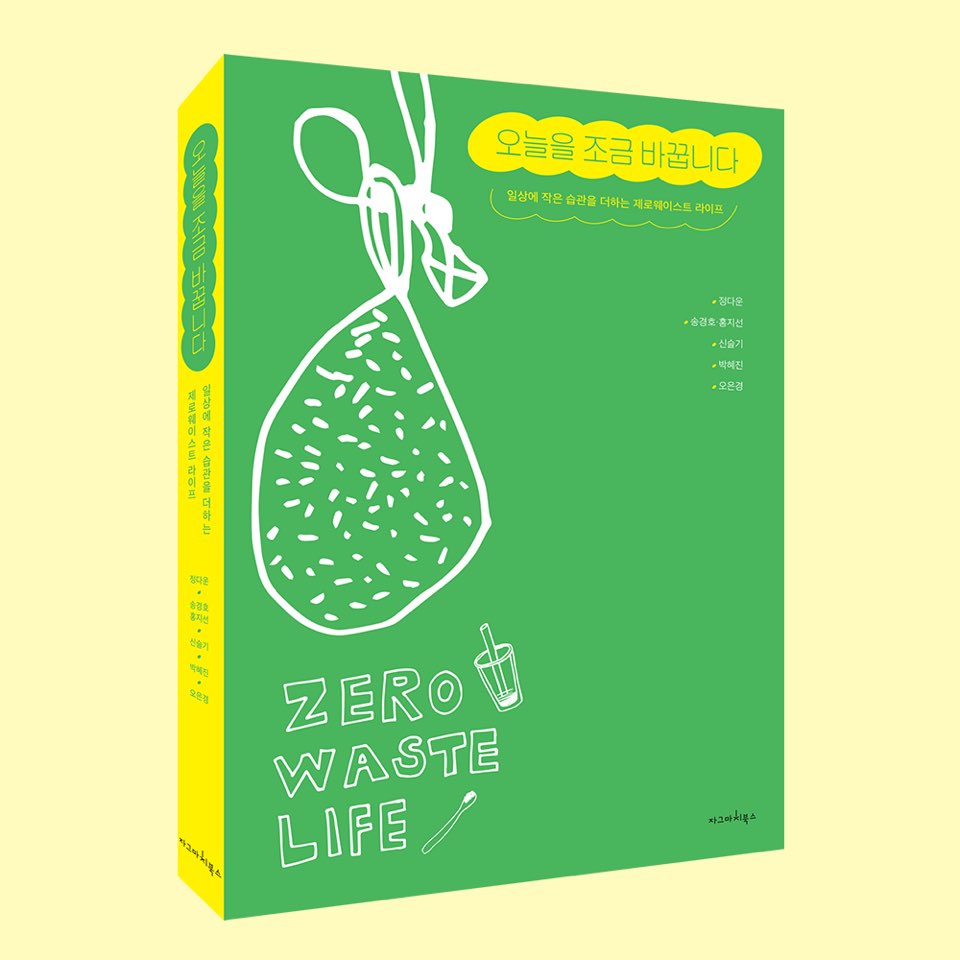 오늘을 조금 바꿉니다
일상에 작은 습관을 더하는 제로웨이스트 라이프
정다운
송경호·홍지선
신슬기
박혜진
오은경
ZERO
WASTE
LIFE
자그마치북스
오늘을 조금 바꿉니다
일상에 작은 습관을 더하는
제로웨이스트 라이프
정다운
송경호
홍지선
신슬기
박혜진
오은경
자그마치북스